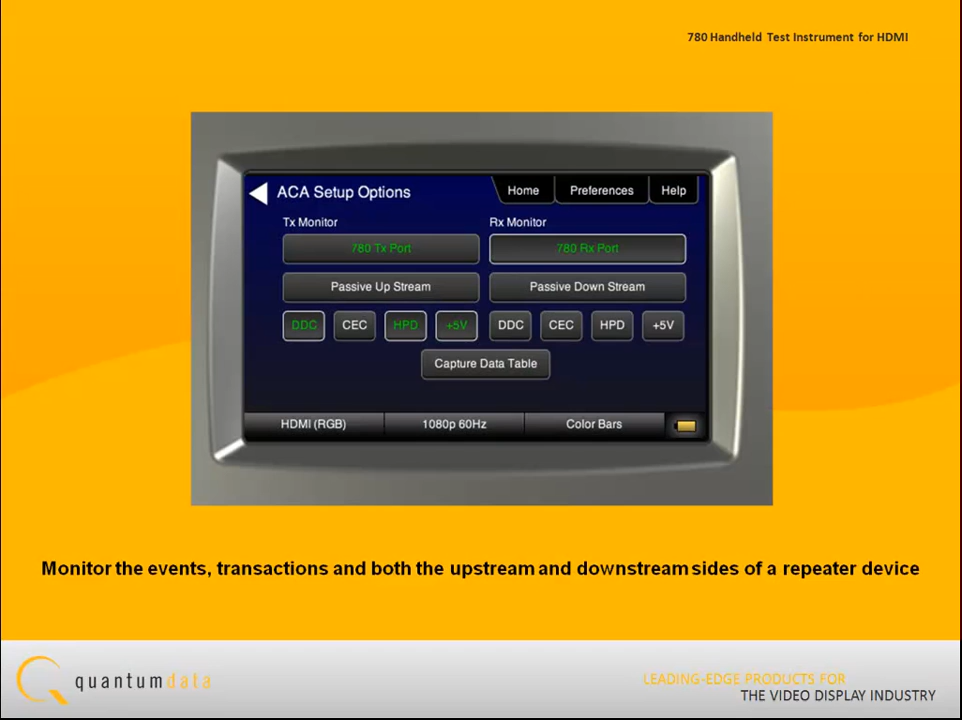 780 Handheld Test Instrument for HDMI
ACA Setup Options
Home Preferences Help
Tx Monitor Rx Monitor
780 Tx Port 780 Rx Port
Passive Up Stream Passive Down Stream
DDC CEC HPD +5V DDC CEC HPD +5V
Capture Data Table
HDMI (RGB) 1080p 60Hz Color Bars
Monitor the events, transactions and both the upstream and downstream sides of a repeater device
quantumdata
LEADING-EDGE PRODUCTS FOR
THE VIDEO DISPLAY INDUSTRY